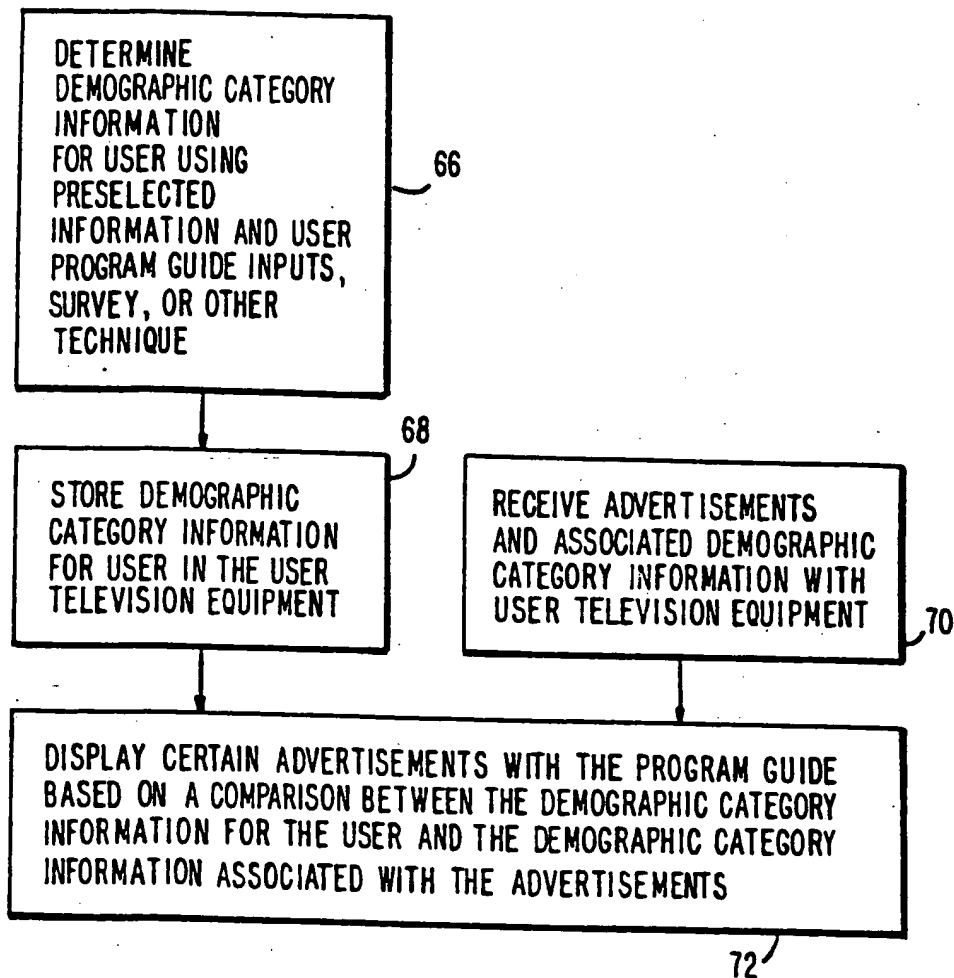 DETERMINE
DEMOGRAPHIC CATEGORY
INFORMATION
FOR USER USING
PRESELECTED
INFORMATION AND USER
PROGRAM GUIDE INPUTS,
SURVEY, OR OTHER
TECHNIQUE
66
68
STORE DEMOGRAPHIC
CATEGORY INFORMATION
FOR USER IN THE USER
TELEVISION EQUIPMENT
RECEIVE ADVERTISEMENTS
AND ASSOCIATED DEMOGRAPHIC
CATEGORY INFORMATION WITH
USER TELEVISION EQUIPMENT
70
DISPLAY CERTAIN ADVERTISEMENTS WITH THE PROGRAM GUIDE
BASED ON A COMPARISON BETWEEN THE DEMOGRAPHIC CATEGORY
INFORMATION FOR THE USER AND THE DEMOGRAPHIC CATEGORY
INFORMATION ASSOCIATED WITH THE ADVERTISEMENTS
72